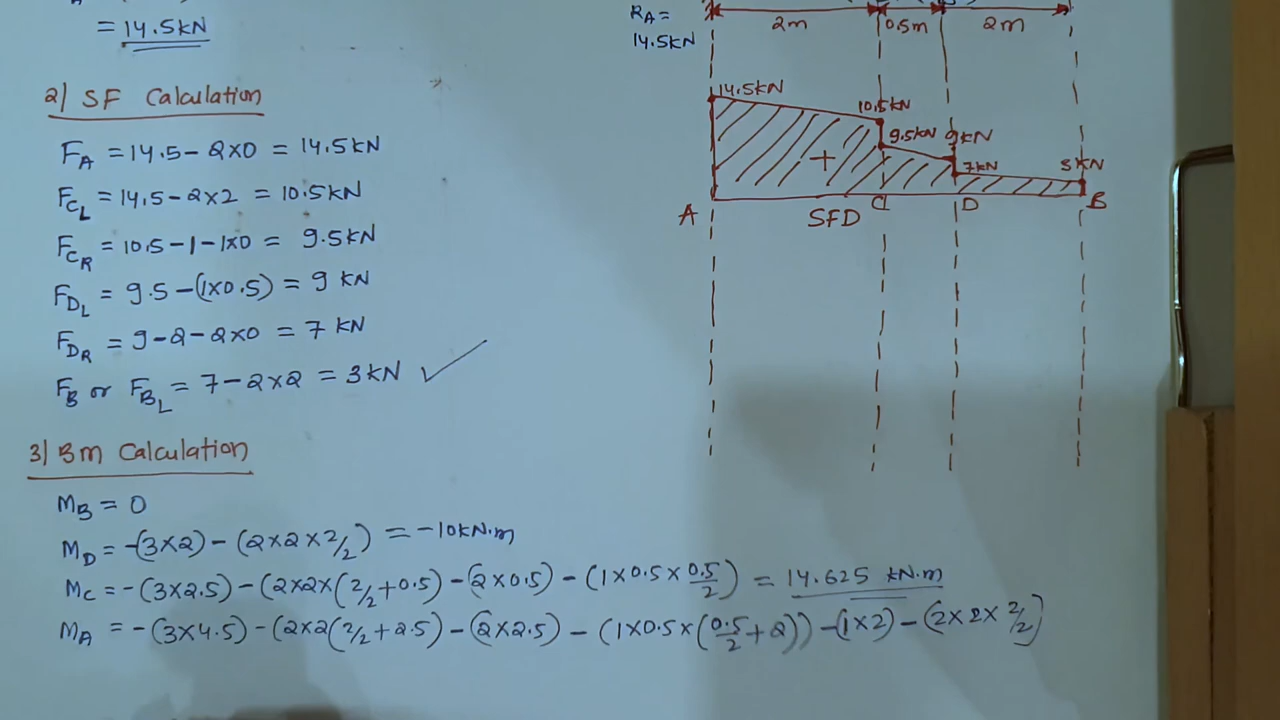 = 14.5kN
2) SF Calculation
F_A = 14.5 - 2×0 = 14.5kN
F_CL = 14.5 - 2×2 = 10.5kN
F_CR = 10.5 - 1 - 1×0 = 9.5kN
F_DL = 9.5 - (1×0.5) = 9 kN
F_DR = 9 - 2 - 2×0 = 7 kN
F_B or F_BL = 7 - 2×2 = 3kN ✓
3) Bm Calculation
M_B = 0
M_D = -(3×2) - (2×2×2/2) = -10kN.m
M_C = -(3×2.5) - (2×2×(2/2+0.5) - (2×0.5) - (1×0.5×0.5/2) = 14.625 kN.m
M_A = -(3×4.5) - (2×2(2/2+2.5) - (2×2.5) - (1×0.5×(0.5/2+2)) - (1×2) - (2×2×2/2)
R_A =
14.5kN
2m 0.5m 2m
14.5kN
10.5kN
9.5kN 9kN
7kN 3kN
A SFD C D B